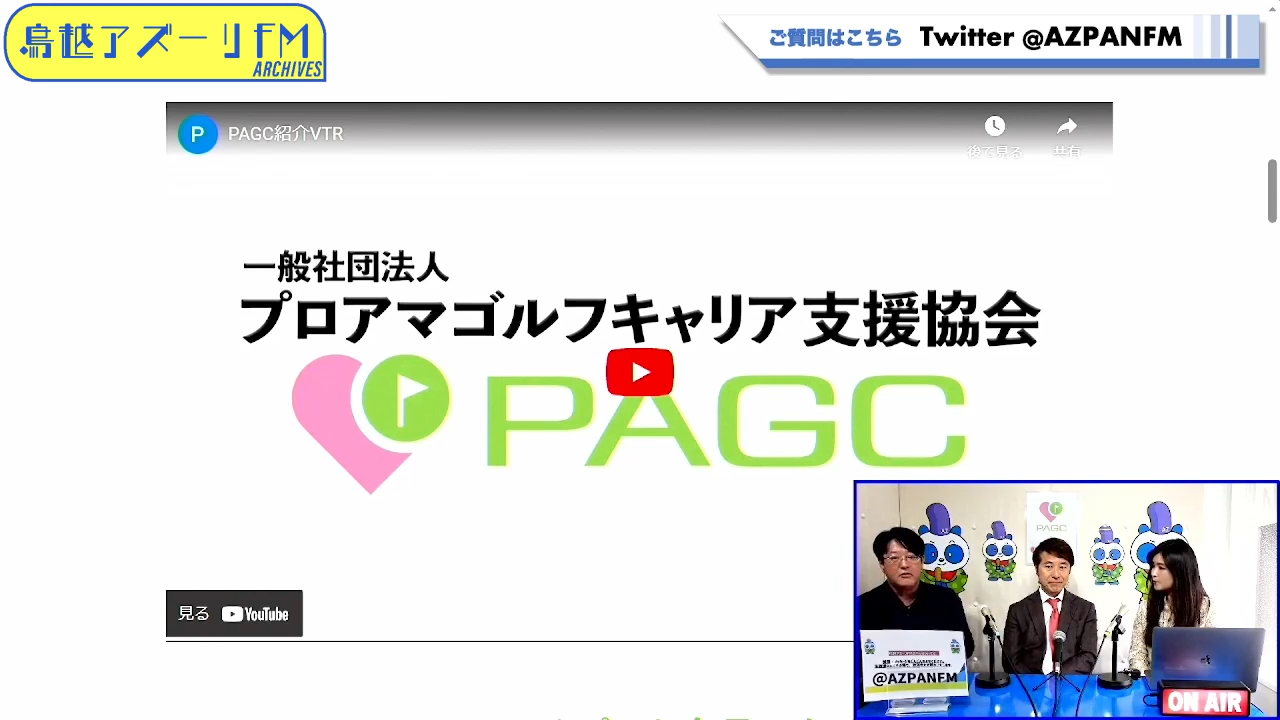 鳥越アズーリFM
ARCHIVES
ご質問はこちら Twitter @AZPANFM
P PAGC紹介VTR
後で見る 共有
一般社団法人
プロアマゴルフキャリア支援協会
PAGC
見る YouTube
PAGC
@AZPANFM
ON AIR